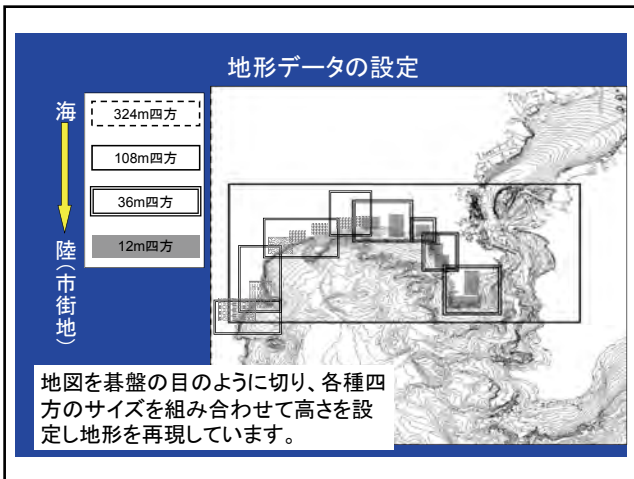 地形データの設定
海
324m四方
108m四方
36m四方
12m四方
陸(市街地)
地図を碁盤の目のように切り、各種四
方のサイズを組み合わせて高さを設
定し地形を再現しています。